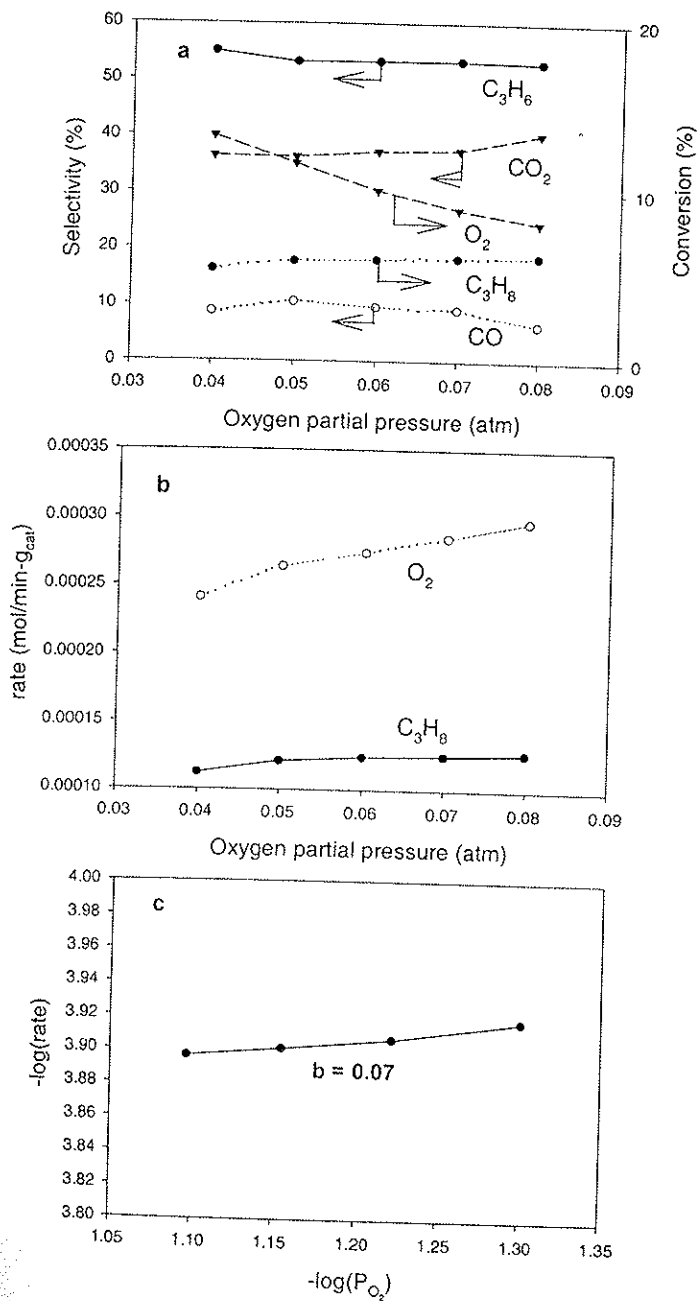 a
Selectivity (%)
60
50
40
30
20
10
0
C3H6
CO2
O2
C3H8
CO
20
10
0
Conversion (%)
0.03 0.04 0.05 0.06 0.07 0.08 0.09
Oxygen partial pressure (atm)
b
rate (mol/min-gcat)
0.00035
0.00030
0.00025
0.00020
0.00015
0.00010
O2
C3H8
0.03 0.04 0.05 0.06 0.07 0.08 0.09
Oxygen partial pressure (atm)
c
-log(rate)
4.00
3.98
3.96
3.94
3.92
3.90
3.88
3.86
3.84
3.82
3.80
b = 0.07
1.05 1.10 1.15 1.20 1.25 1.30 1.35
-log(PO2)